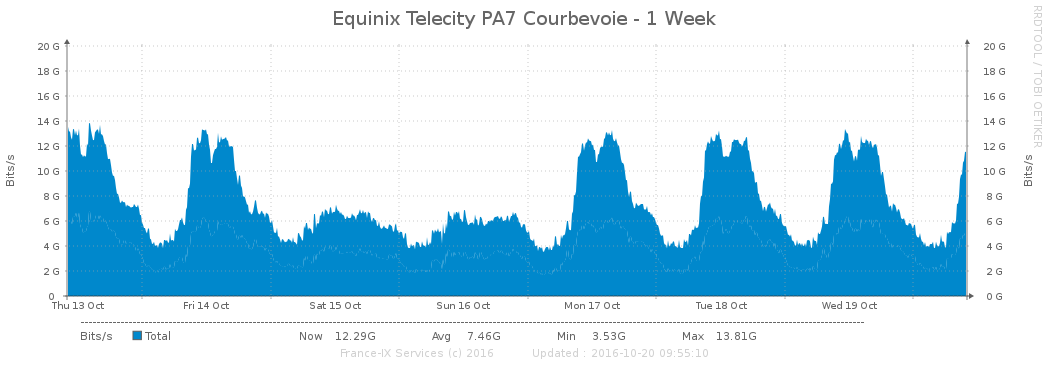 Equinix Telecity PA7 Courbevoie - 1 Week
RRDTOOL / TOBI OETIKER
Bits/s
20 G
18 G
16 G
14 G
12 G
10 G
8 G
6 G
4 G
2 G
0
20 G
18 G
16 G
14 G
12 G
10 G
8 G
6 G
4 G
2 G
0 G
Bits/s
Thu 13 Oct Fri 14 Oct Sat 15 Oct Sun 16 Oct Mon 17 Oct Tue 18 Oct Wed 19 Oct
Bits/s Total Now 12.29G Avg 7.46G Min 3.53G Max 13.81G
France-IX Services (c) 2016 Updated : 2016-10-20 09:55:10